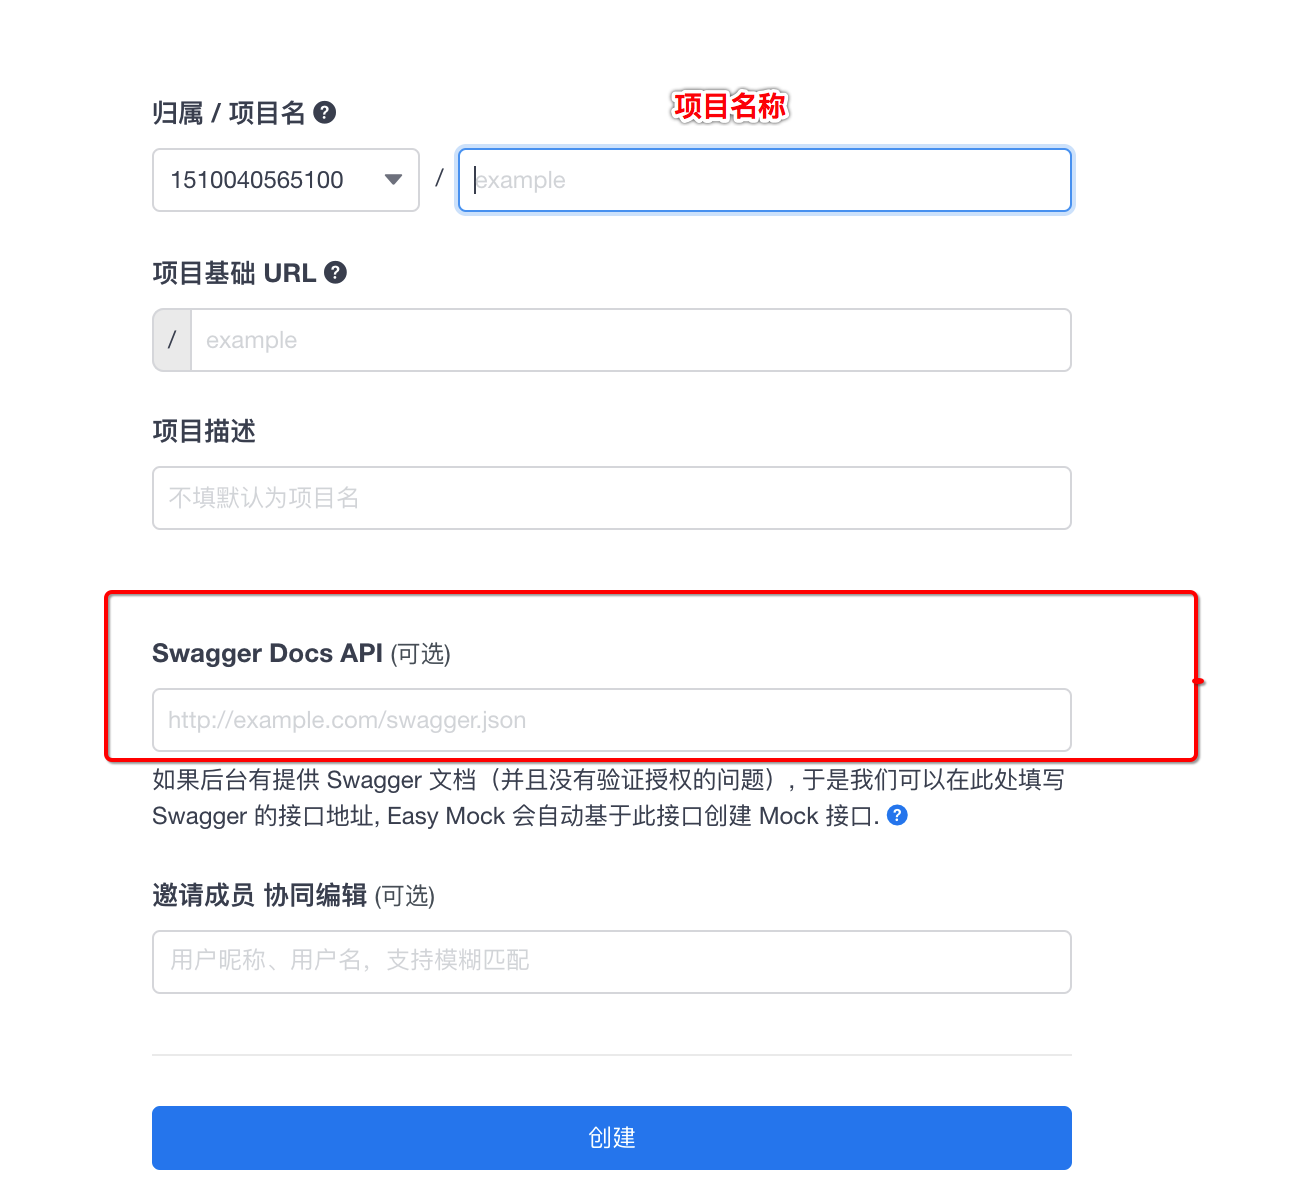 项目名称
归属 / 项目名 ?
1510040565100 / example
项目基础 URL ?
/ example
项目描述
不填默认为项目名
Swagger Docs API (可选)
http://example.com/swagger.json
如果后台有提供 Swagger 文档（并且没有验证授权的问题）, 于是我们可以在此处填写
Swagger 的接口地址, Easy Mock 会自动基于此接口创建 Mock 接口. ?
邀请成员 协同编辑 (可选)
用户昵称、用户名，支持模糊匹配
创建